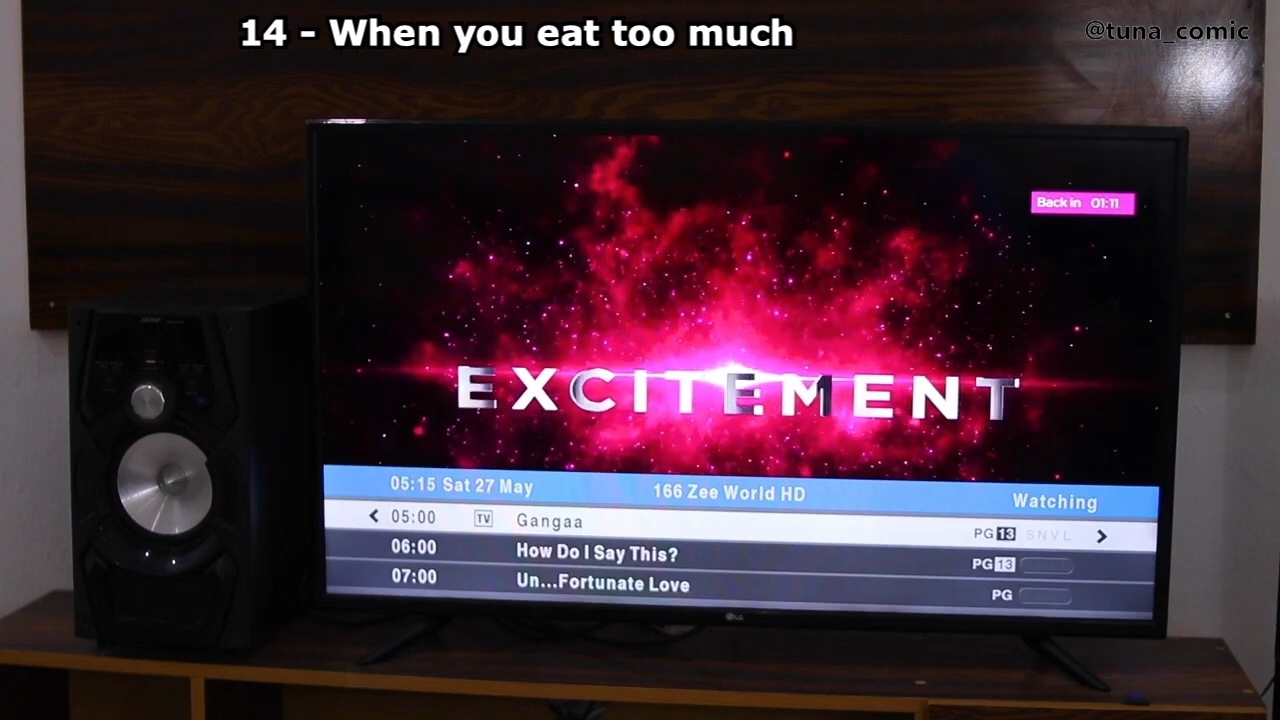 14 - When you eat too much
@tuna_comic
Back in 01:11
EXCITEMENT
05:15 Sat 27 May 166 Zee World HD Watching
05:00 TV Gangaa PG 13 SNVL
06:00 How Do I Say This? PG 13
07:00 Un...Fortunate Love PG
LG